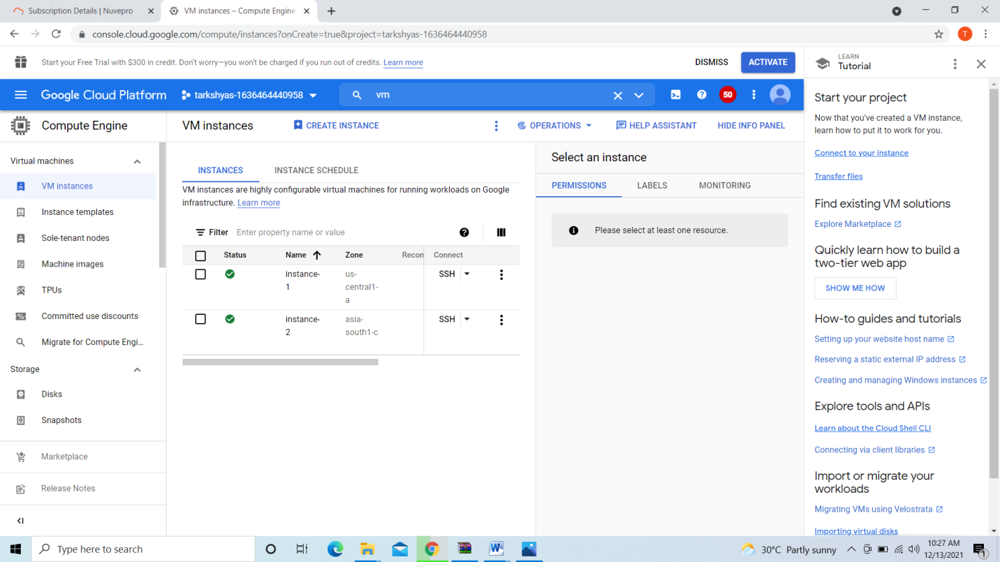 Subscription Details | Nuvepro
VM instances – Compute Engine
console.cloud.google.com/compute/instances?onCreate=true&project=tarkshyas-1636464440958
T
Start your Free Trial with $300 in credit. Don't worry—you won't be charged if you run out of credits. Learn more
DISMISS
ACTIVATE
Google Cloud Platform
tarkshyas-1636464440958
vm
50
Compute Engine
Virtual machines
VM instances
Instance templates
Sole-tenant nodes
Machine images
TPUs
Committed use discounts
Migrate for Compute Engi...
Storage
Disks
Snapshots
Marketplace
Release Notes
VM instances
CREATE INSTANCE
OPERATIONS
HELP ASSISTANT
HIDE INFO PANEL
INSTANCES
INSTANCE SCHEDULE
VM instances are highly configurable virtual machines for running workloads on Google
infrastructure. Learn more
Filter Enter property name or value
Status Name Zone Recon Connect
instance-
1
us-
central1-
a
SSH
instance-
2
asia-
south1-c
SSH
Select an instance
PERMISSIONS
LABELS
MONITORING
Please select at least one resource.
LEARN
Tutorial
Start your project
Now that you've created a VM instance,
learn how to put it to work for you.
Connect to your instance
Transfer files
Find existing VM solutions
Explore Marketplace
Quickly learn how to build a
two-tier web app
SHOW ME HOW
How-to guides and tutorials
Setting up your website host name
Reserving a static external IP address
Creating and managing Windows instances
Explore tools and APIs
Learn about the Cloud Shell CLI
Connecting via client libraries
Import or migrate your
workloads
Migrating VMs using Velostrata
Importing virtual disks
Type here to search
30°C Partly sunny
10:27 AM
12/13/2021
1